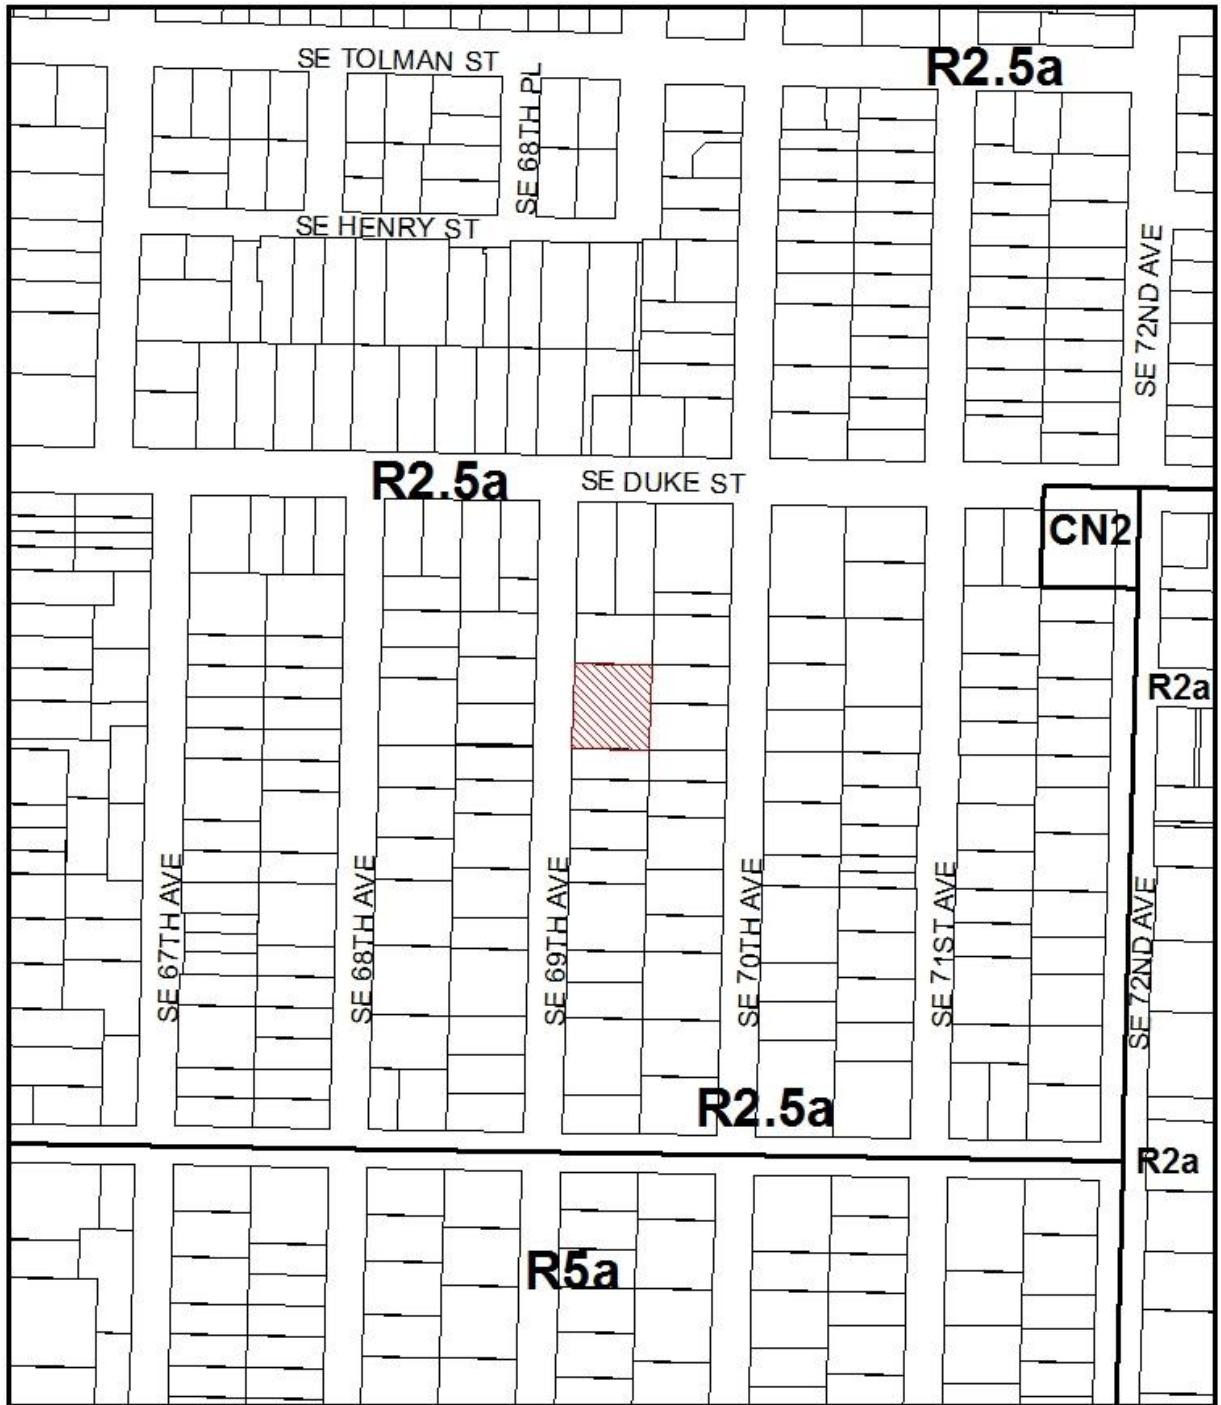 SE TOLMAN ST
R2.5a
SE 68TH PL
SE HENRY ST
SE 72ND AVE
R2.5a
SE DUKE ST
CN2
R2a
SE 67TH AVE
SE 68TH AVE
SE 69TH AVE
SE 70TH AVE
SE 71ST AVE
SE 72ND AVE
R2.5a
R2a
R5a